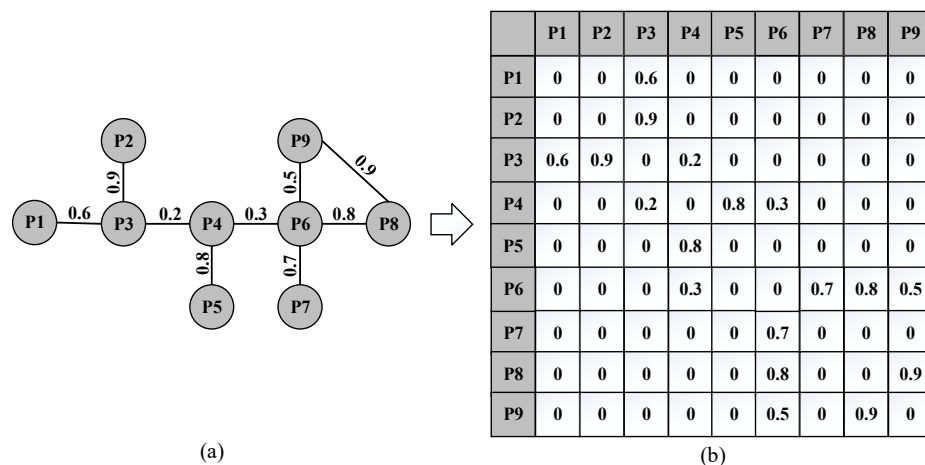 P2
P9
0.9
0.5
0.9
P1
0.6
P3
0.2
P4
0.3
P6
0.8
P8
0.8
0.7
P5
P7
(a)
P1 P2 P3 P4 P5 P6 P7 P8 P9
P1 0 0 0.6 0 0 0 0 0 0
P2 0 0 0.9 0 0 0 0 0 0
P3 0.6 0.9 0 0.2 0 0 0 0 0
P4 0 0 0.2 0 0.8 0.3 0 0 0
P5 0 0 0 0.8 0 0 0 0 0
P6 0 0 0 0.3 0 0 0.7 0.8 0.5
P7 0 0 0 0 0 0.7 0 0 0
P8 0 0 0 0 0 0.8 0 0 0.9
P9 0 0 0 0 0 0.5 0 0.9 0
(b)